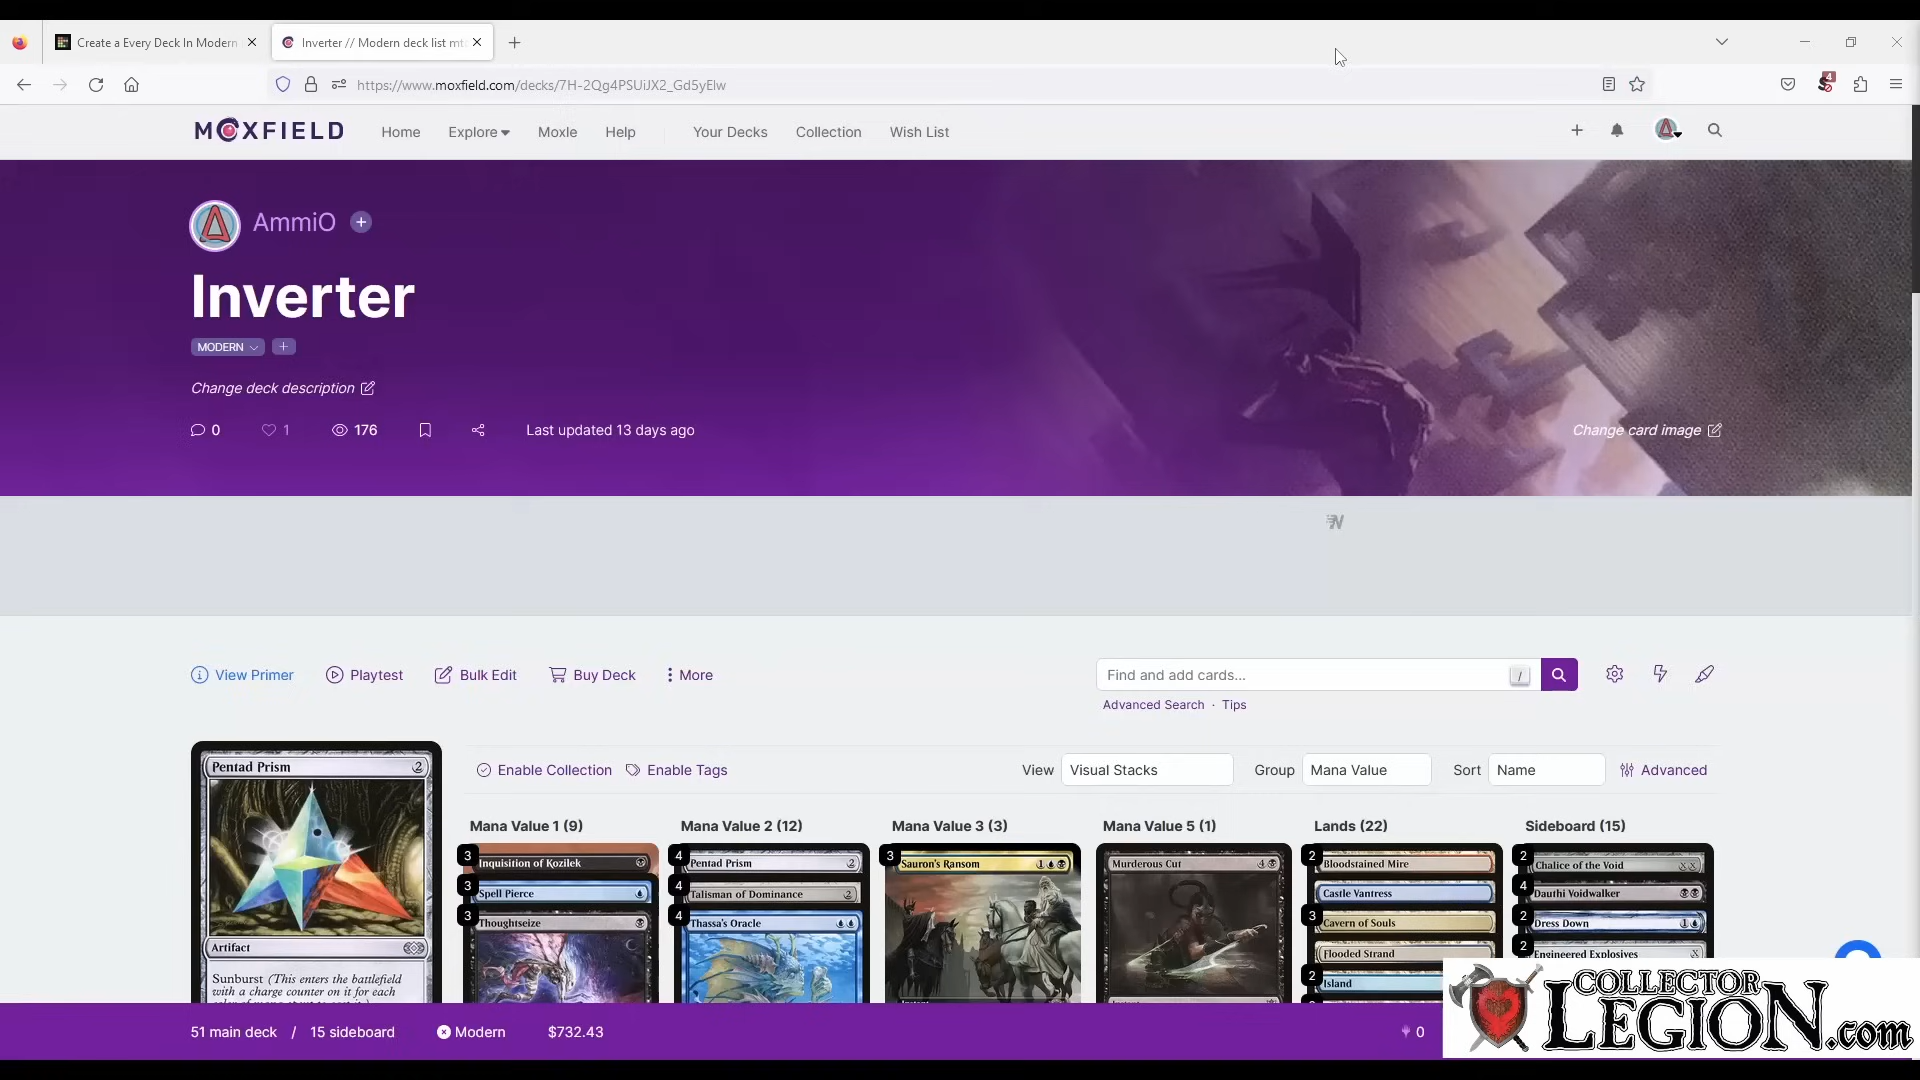 Create a Every Deck In Modern
Inverter // Modern deck list mt
https://www.moxfield.com/decks/7H-2Qg4PSUiJX2_Gd5yElw
4
MOXFIELD
Home
Explore
Moxle
Help
Your Decks
Collection
Wish List
AmmiO
Inverter
MODERN
Change deck description
0
1
176
Last updated 13 days ago
Change card image
View Primer
Playtest
Bulk Edit
Buy Deck
More
Find and add cards...
/
Advanced Search · Tips
Enable Collection
Enable Tags
View
Visual Stacks
Group
Mana Value
Sort
Name
Advanced
Pentad Prism
2
Artifact
Sunburst (This enters the battlefield
with a charge counter on it for each
Mana Value 1 (9)
3
Inquisition of Kozilek
3
Spell Pierce
3
Thoughtseize
Mana Value 2 (12)
4
Pentad Prism
2
4
Talisman of Dominance
2
4
Thassa's Oracle
Mana Value 3 (3)
3
Sauron's Ransom
1
Mana Value 5 (1)
Murderous Cut
4
Lands (22)
2
Bloodstained Mire
Castle Vantress
3
Cavern of Souls
Flooded Strand
2
Island
Sideboard (15)
2
Chalice of the Void
XX
4
Dauthi Voidwalker
2
Dress Down
1
2
Engineered Explosives
X
51 main deck / 15 sideboard
Modern
$732.43
0
COLLECTOR
LEGION.com